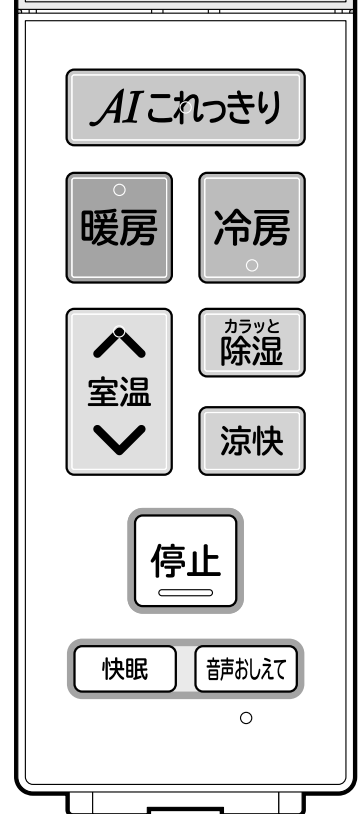 AIこれっきり
暖房
冷房
室温
カラッと
除湿
涼快
停止
快眠
音声おしえて